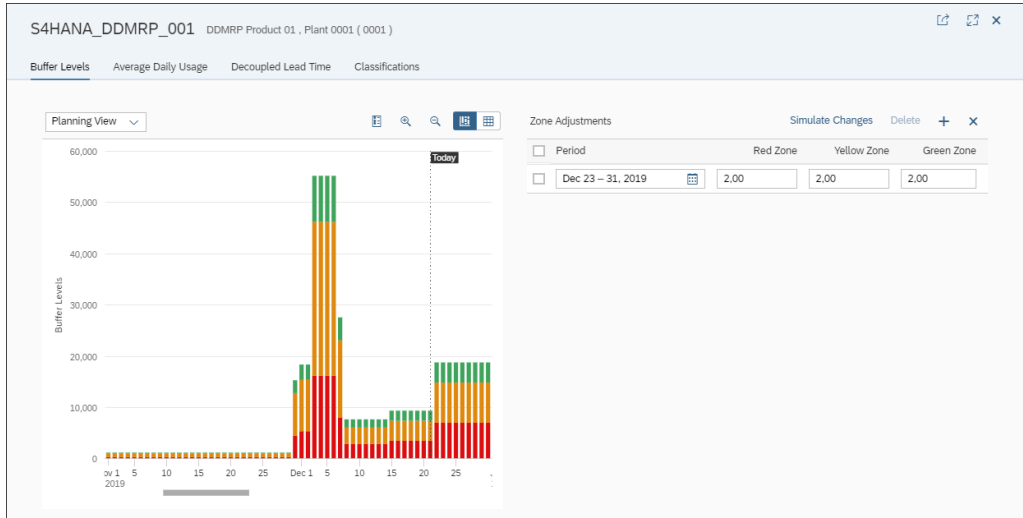 S4HANA_DDMRP_001 DDMRP Product 01 , Plant 0001 ( 0001 )
Buffer Levels Average Daily Usage Decoupled Lead Time Classifications
Planning View
60,000
50,000
40,000
30,000
20,000
10,000
0
Buffer Levels
Today
ov 1 5 10 15 20 25 Dec 1 5 10 15 20 25
2019
Zone Adjustments Simulate Changes Delete
Period Red Zone Yellow Zone Green Zone
Dec 23 – 31, 2019 2,00 2,00 2,00